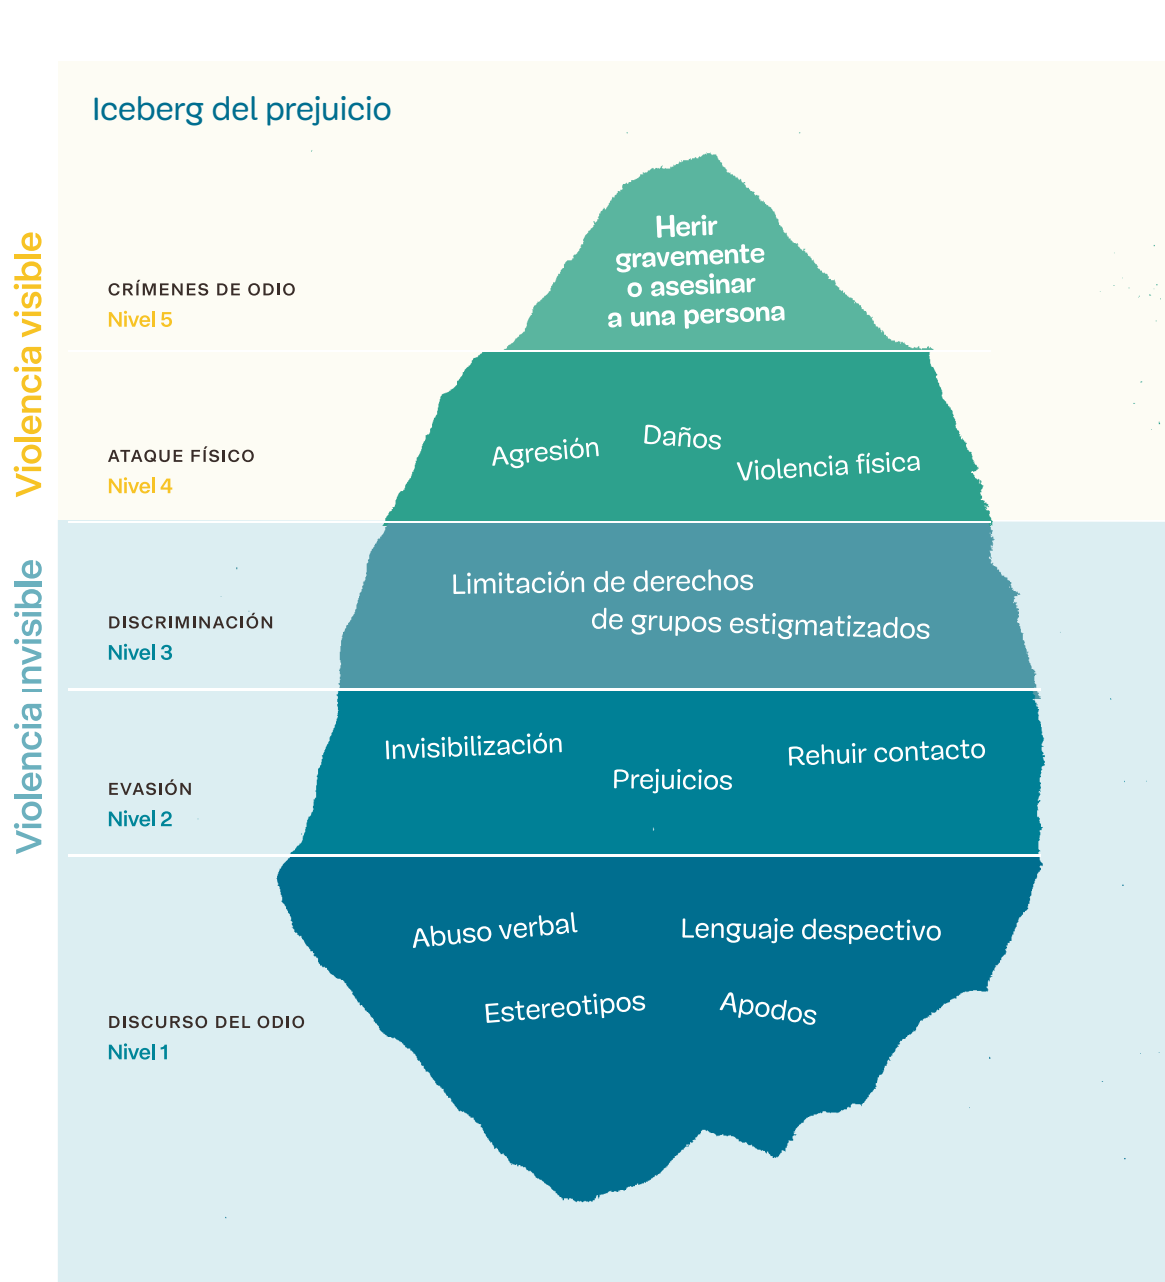 Iceberg del prejuicio
Violencia visible
CRÍMENES DE ODIO
Nivel 5
Herir
gravemente
o asesinar
a una persona
ATAQUE FÍSICO
Nivel 4
Agresión
Daños
Violencia física
Violencia invisible
DISCRIMINACIÓN
Nivel 3
Limitación de derechos
de grupos estigmatizados
EVASIÓN
Nivel 2
Invisibilización
Prejuicios
Rehuir contacto
DISCURSO DEL ODIO
Nivel 1
Abuso verbal
Lenguaje despectivo
Estereotipos
Apodos